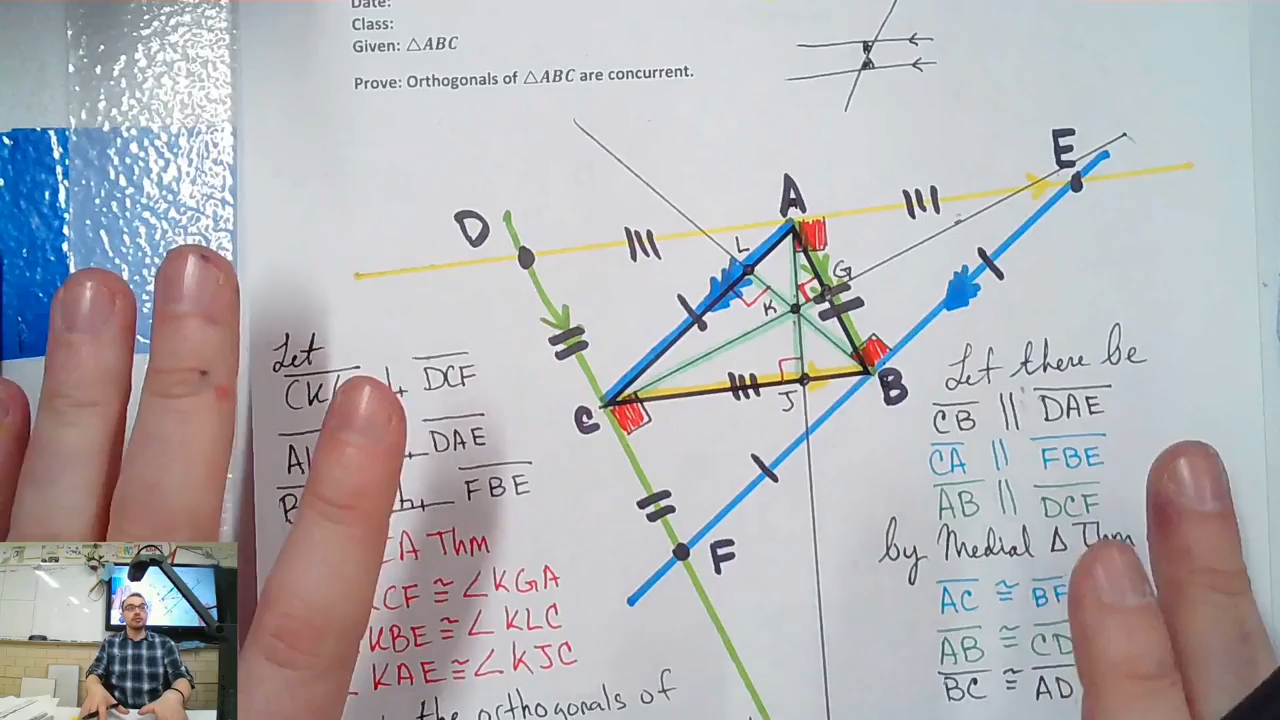 Date:
Class:
Given: △ABC
Prove: Orthogonals of △ABC are concurrent.
D
A
E
L
G
K
J
C
B
F
Let
DCF
DAE
FBE
Thm
CF ≅ ∠KGA
KBE ≅ ∠KLC
∠KAE ≅ ∠KJC
the orthogonals of
Let there be
CB || DAE
CA || FBE
AB || DCF
by Medial △ Thm
AC ≅ BF
AB ≅ CD
BC ≅ AD